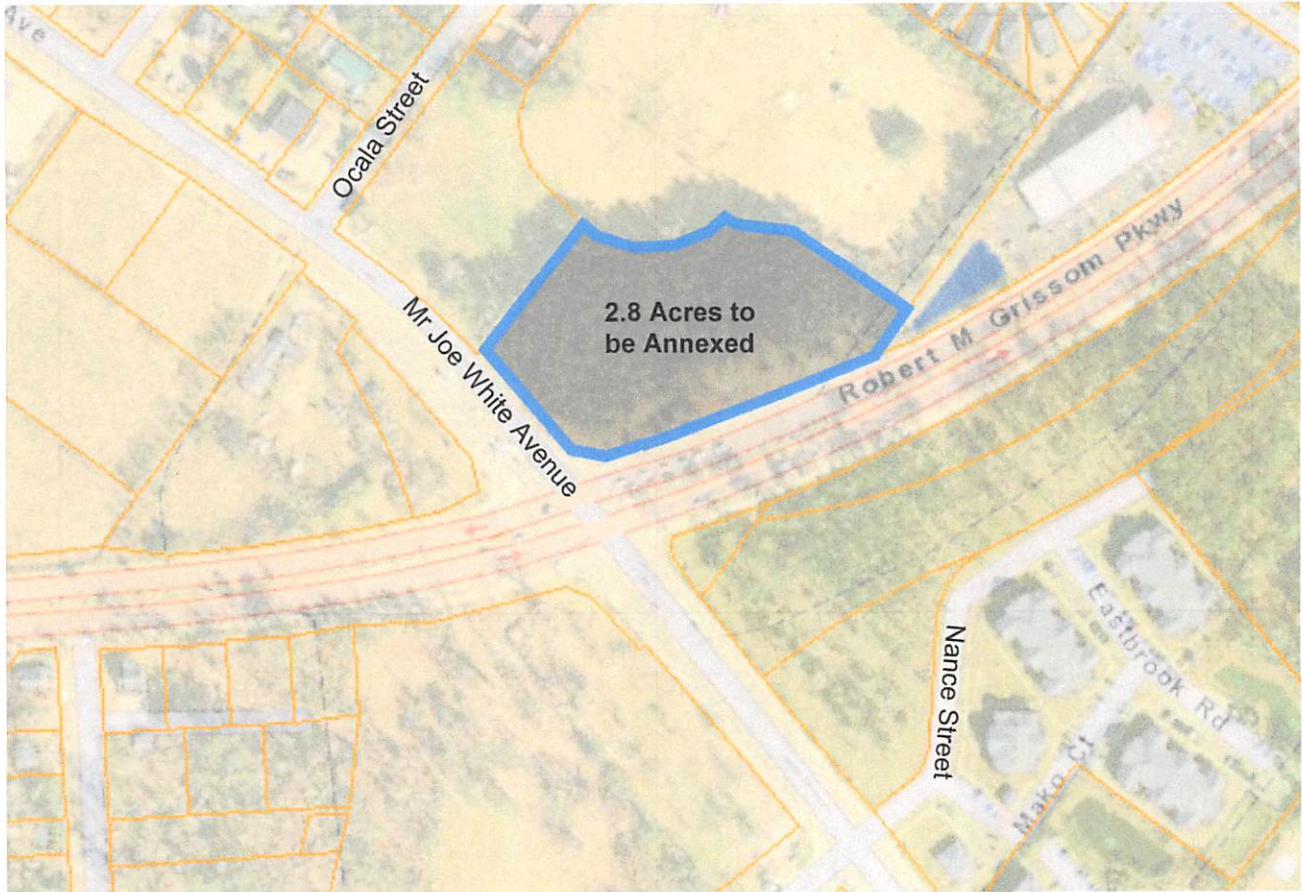 Ave
Ocala Street
Mr Joe White Avenue
2.8 Acres to
be Annexed
Robert M Grissom Pkwy
Nance Street
Eastbrook Rd
Mako Ct